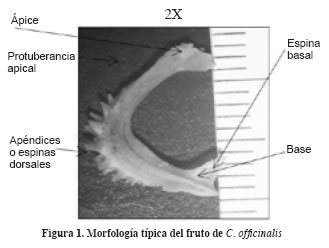 2X
Ápice
Espina
basal
Protuberancia
apical
Apéndices
o espinas
dorsales
Base
Figura 1. Morfología típica del fruto de C. officinalis